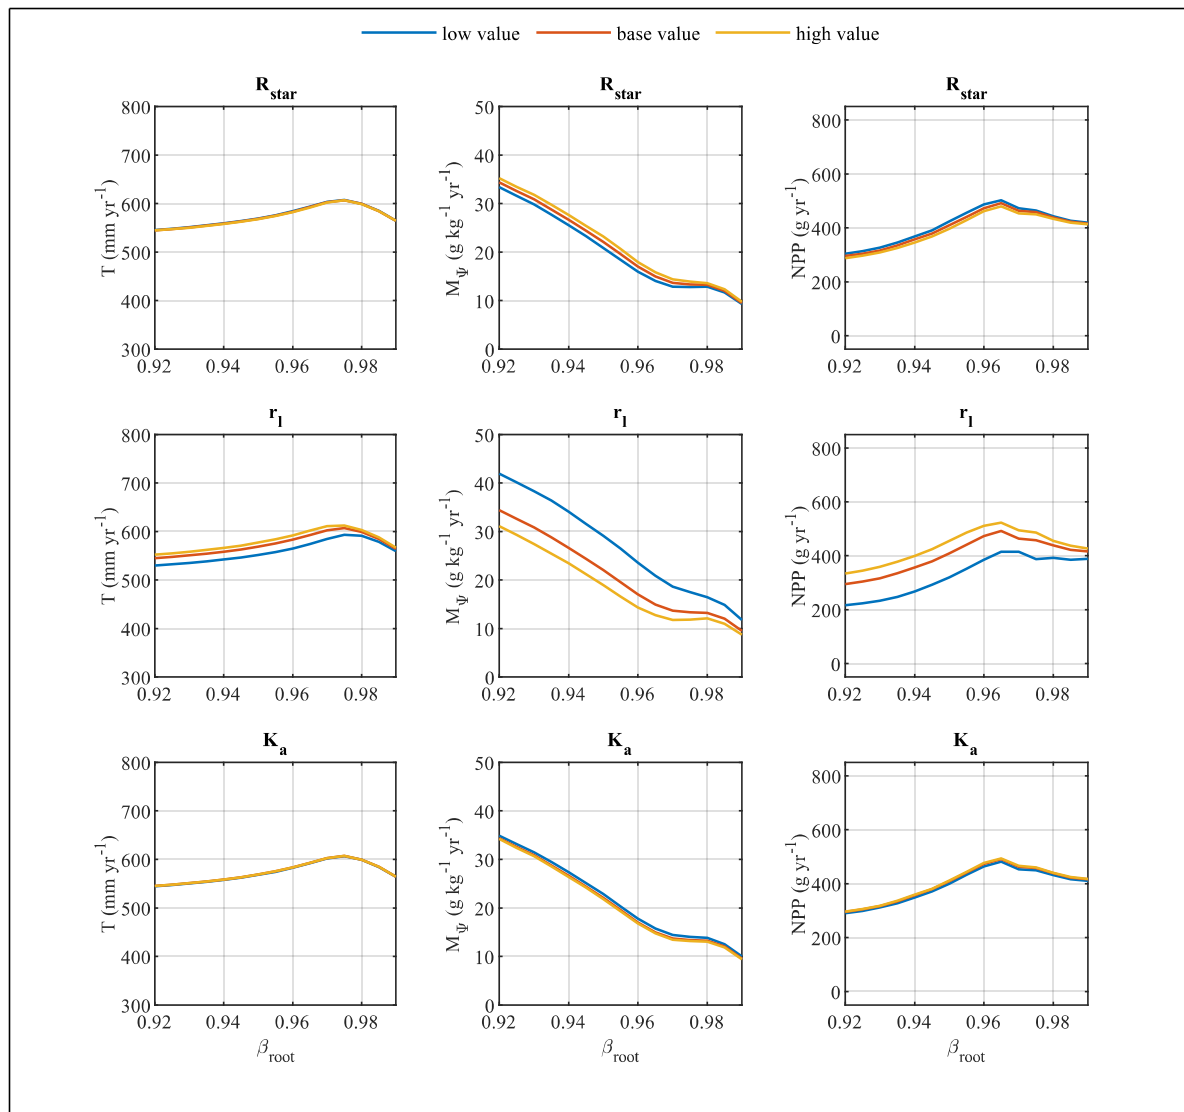 low value base value high value
R_star R_star R_star
800 50 800
700 40
T (mm yr^-1) M_Ψ (g kg^-1 yr^-1) NPP (g yr^-1)
600 30 600
500 20 400
400 10 200
300 0 0
0.92 0.94 0.96 0.98 0.92 0.94 0.96 0.98 0.92 0.94 0.96 0.98
r_l r_l r_l
800 50 800
700 40
T (mm yr^-1) M_Ψ (g kg^-1 yr^-1) NPP (g yr^-1)
600 30 600
500 20 400
400 10 200
300 0 0
0.92 0.94 0.96 0.98 0.92 0.94 0.96 0.98 0.92 0.94 0.96 0.98
K_a K_a K_a
800 50 800
700 40
T (mm yr^-1) M_Ψ (g kg^-1 yr^-1) NPP (g yr^-1)
600 30 600
500 20 400
400 10 200
300 0 0
0.92 0.94 0.96 0.98 0.92 0.94 0.96 0.98 0.92 0.94 0.96 0.98
β_root β_root β_root